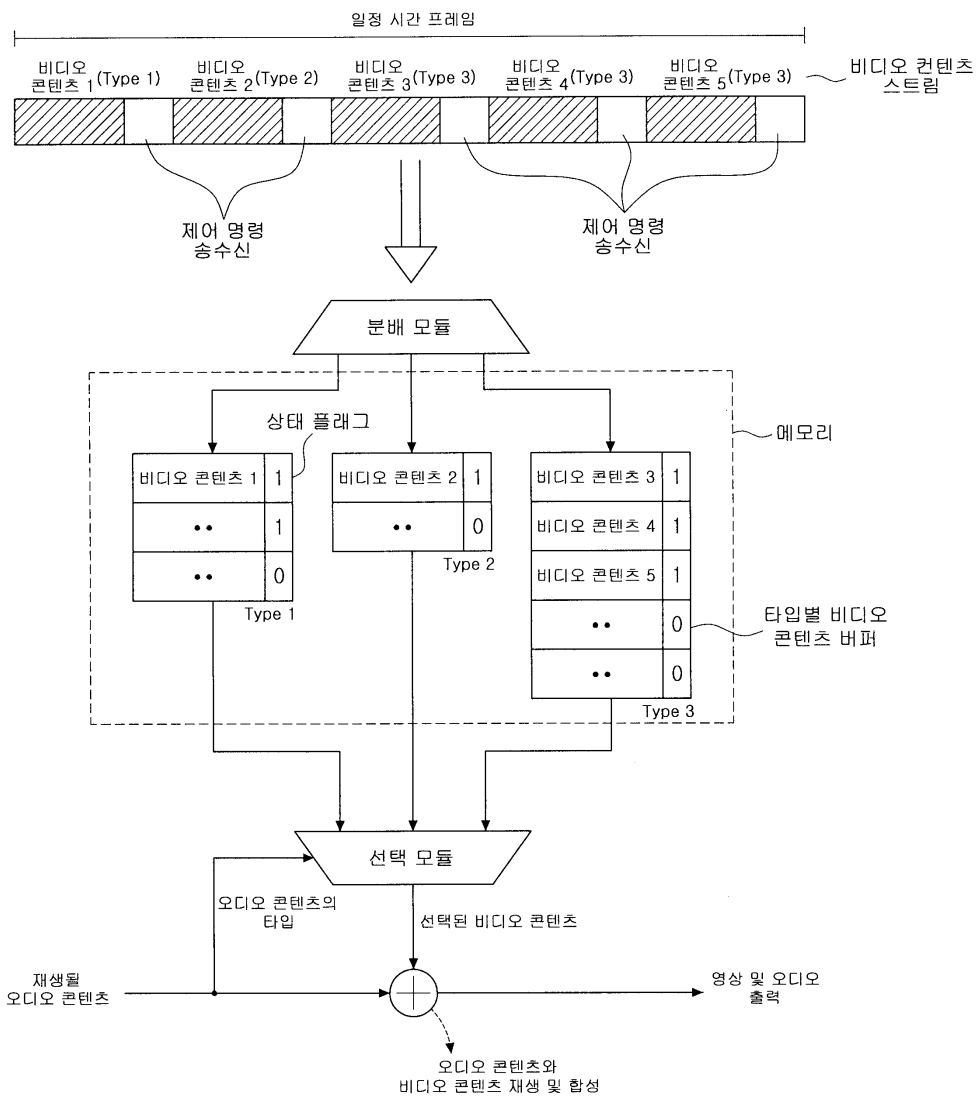 일정 시간 프레임
비디오
콘텐츠 1(Type 1)
비디오
콘텐츠 2(Type 2)
비디오
콘텐츠 3(Type 3)
비디오
콘텐츠 4(Type 3)
비디오
콘텐츠 5(Type 3)
비디오 컨텐츠
스트림
제어 명령
송수신
제어 명령
송수신
분배 모듈
상태 플래그
메모리
비디오 콘텐츠 1 1
•• 1
•• 0
Type 1
비디오 콘텐츠 2 1
•• 0
Type 2
비디오 콘텐츠 3 1
비디오 콘텐츠 4 1
비디오 콘텐츠 5 1
•• 0
•• 0
Type 3
타입별 비디오
콘텐츠 버퍼
선택 모듈
오디오 콘텐츠의
타입
선택된 비디오 콘텐츠
재생될
오디오 콘텐츠
영상 및 오디오
출력
오디오 콘텐츠와
비디오 콘텐츠 재생 및 합성